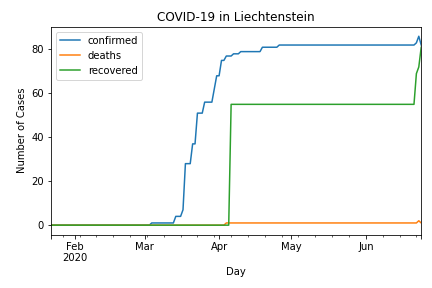 COVID-19 in Liechtenstein
confirmed
deaths
recovered
Number of Cases
80
60
40
20
0
Feb
2020
Mar
Apr
May
Jun
Day